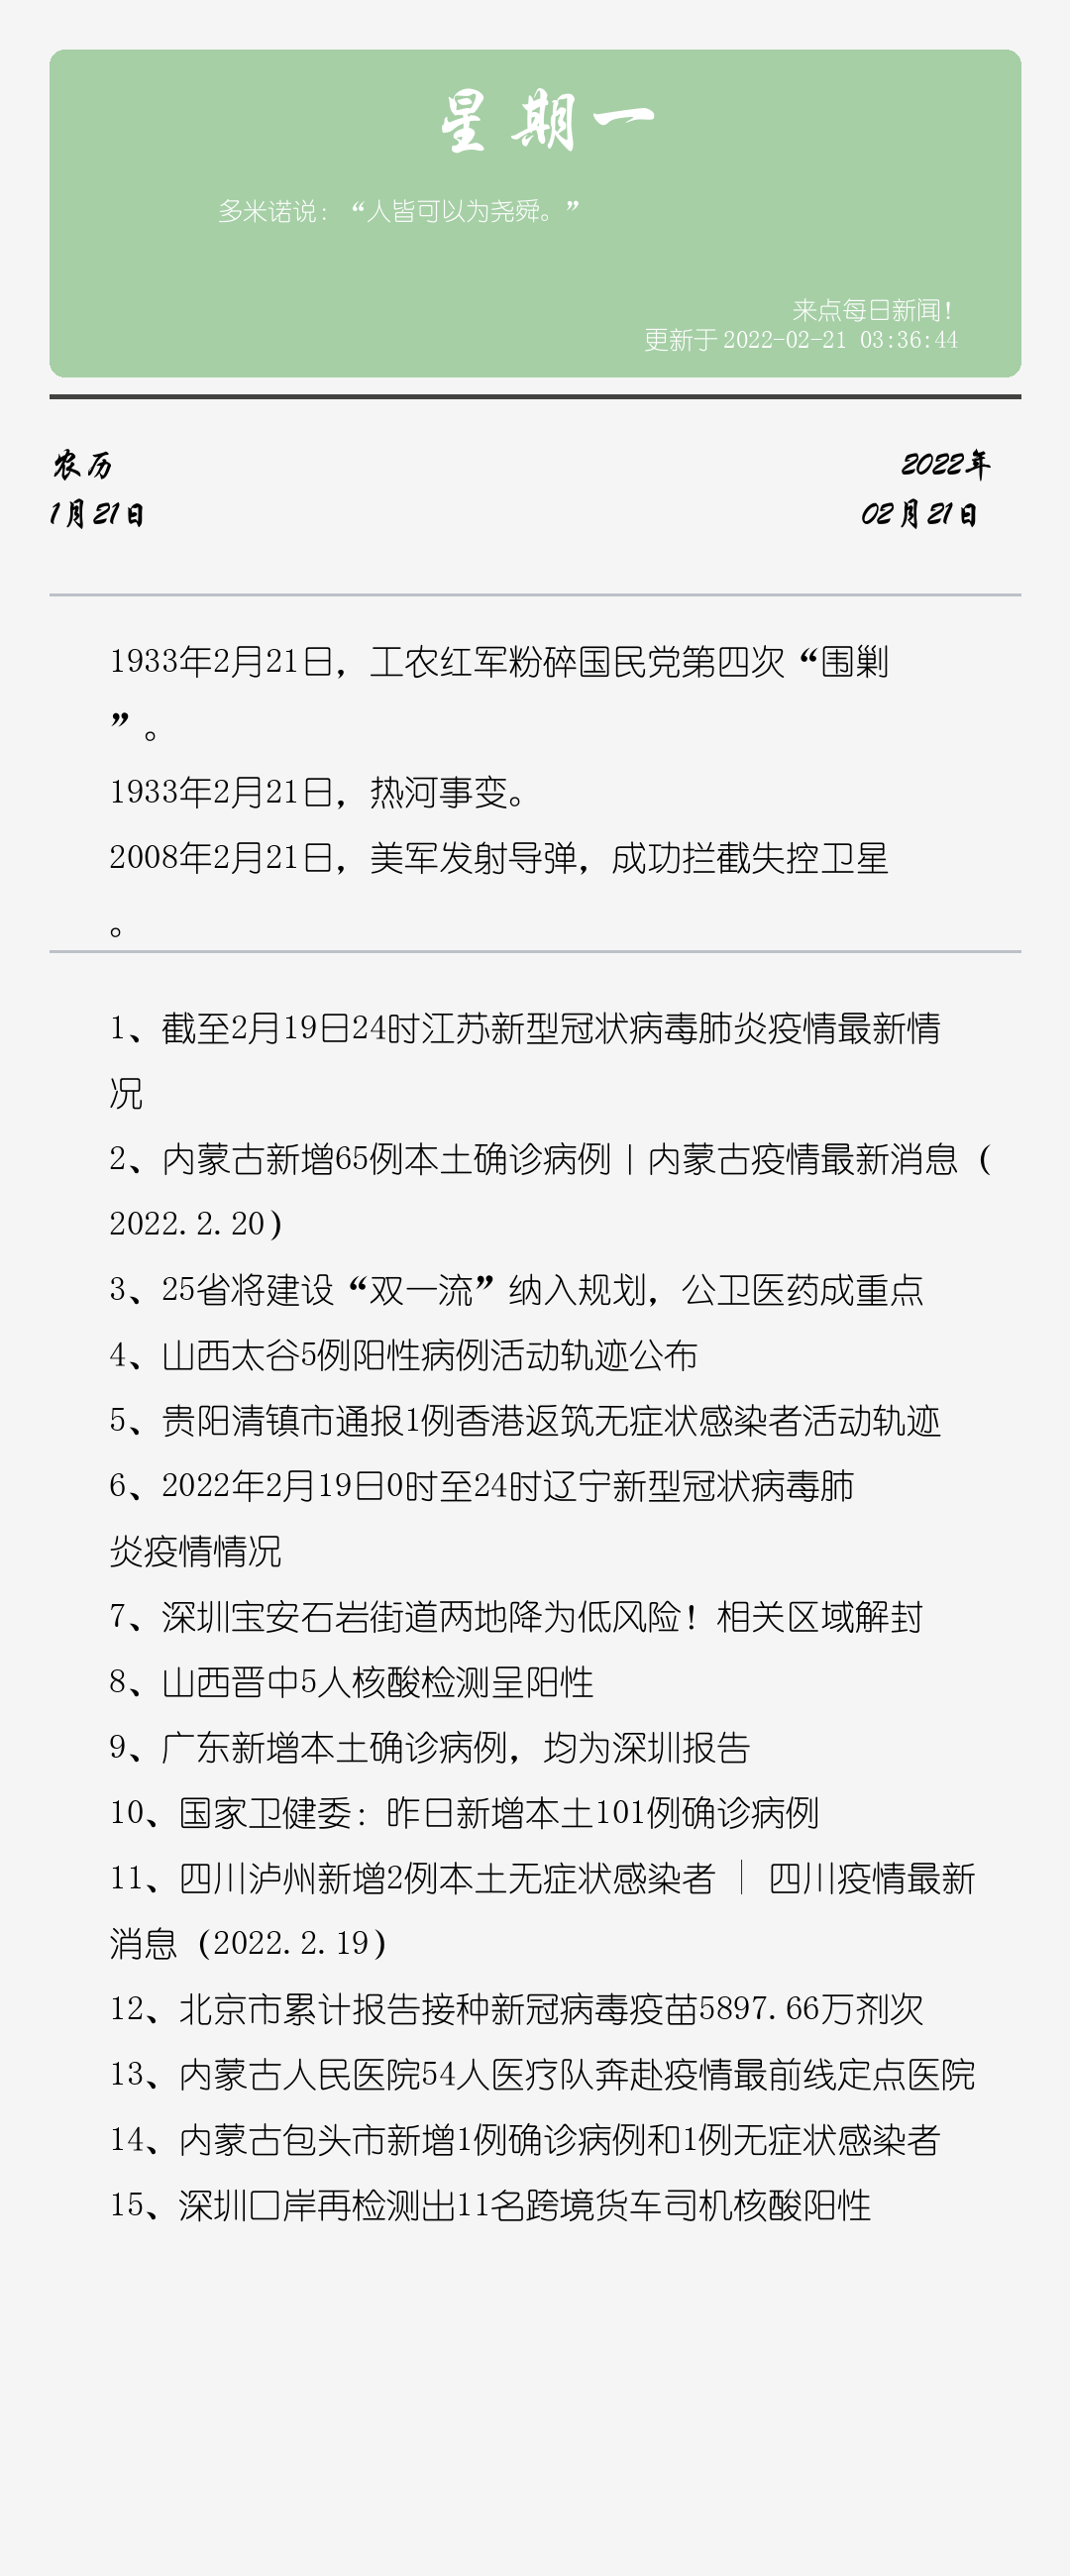 星期一
多米诺说：“人皆可以为尧舜。”
来点每日新闻！
更新于2022-02-21 03:36:44
农历
1月21日
2022年
02月21日
1933年2月21日，工农红军粉碎国民党第四次“围剿
”。
1933年2月21日，热河事变。
2008年2月21日，美军发射导弹，成功拦截失控卫星
。
1、截至2月19日24时江苏新型冠状病毒肺炎疫情最新情
况
2、内蒙古新增65例本土确诊病例丨内蒙古疫情最新消息（
2022.2.20）
3、25省将建设“双一流”纳入规划，公卫医药成重点
4、山西太谷5例阳性病例活动轨迹公布
5、贵阳清镇市通报1例香港返筑无症状感染者活动轨迹
6、2022年2月19日0时至24时辽宁新型冠状病毒肺
炎疫情情况
7、深圳宝安石岩街道两地降为低风险！相关区域解封
8、山西晋中5人核酸检测呈阳性
9、广东新增本土确诊病例，均为深圳报告
10、国家卫健委：昨日新增本土101例确诊病例
11、四川泸州新增2例本土无症状感染者 │ 四川疫情最新
消息（2022.2.19）
12、北京市累计报告接种新冠病毒疫苗5897.66万剂次
13、内蒙古人民医院54人医疗队奔赴疫情最前线定点医院
14、内蒙古包头市新增1例确诊病例和1例无症状感染者
15、深圳口岸再检测出11名跨境货车司机核酸阳性